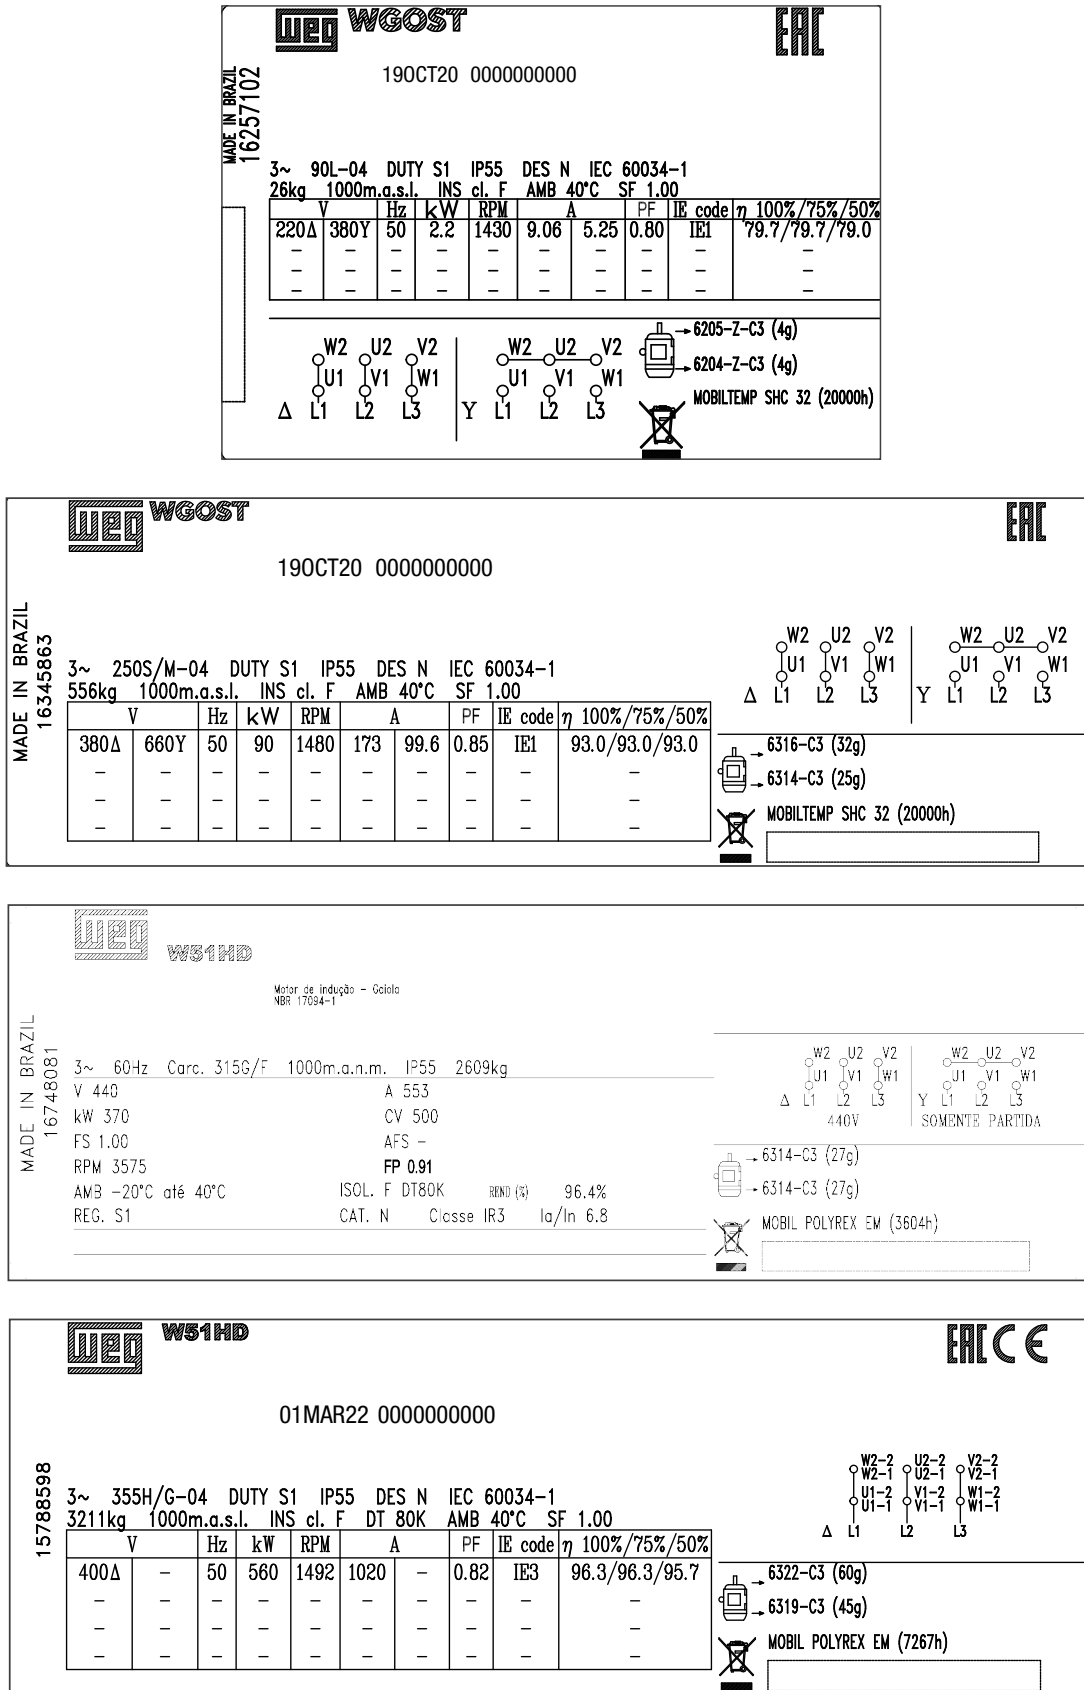 WEG WGOST EAC
19OCT20 0000000000
MADE IN BRAZIL
16257102
3~ 90L-04 DUTY S1 IP55 DES N IEC 60034-1
26kg 1000m.a.s.l. INS cl. F AMB 40°C SF 1.00
V Hz kW RPM A PF IE code η 100%/75%/50%
220Δ 380Y 50 2.2 1430 9.06 5.25 0.80 IE1 79.7/79.7/79.0
– – – – – – – – – –
– – – – – – – – – –
– – – – – – – – – –
W2 U2 V2 W2 U2 V2
U1 V1 W1 U1 V1 W1
Δ L1 L2 L3 Y L1 L2 L3
6205-Z-C3 (4g)
6204-Z-C3 (4g)
MOBILTEMP SHC 32 (20000h)
WEG WGOST EAC
19OCT20 0000000000
MADE IN BRAZIL
16345863
3~ 250S/M-04 DUTY S1 IP55 DES N IEC 60034-1
556kg 1000m.a.s.l. INS cl. F AMB 40°C SF 1.00
V Hz kW RPM A PF IE code η 100%/75%/50%
380Δ 660Y 50 90 1480 173 99.6 0.85 IE1 93.0/93.0/93.0
– – – – – – – – – –
– – – – – – – – – –
– – – – – – – – – –
W2 U2 V2 W2 U2 V2
U1 V1 W1 U1 V1 W1
Δ L1 L2 L3 Y L1 L2 L3
6316-C3 (32g)
6314-C3 (25g)
MOBILTEMP SHC 32 (20000h)
WEG W51HD
Motor de indução - Gaiola
NBR 17094-1
MADE IN BRAZIL
16748081
3~ 60Hz Carc. 315G/F 1000m.a.n.m. IP55 2609kg
V 440 A 553
kW 370 CV 500
FS 1.00 AFS -
RPM 3575 FP 0.91
AMB -20°C até 40°C ISOL. F DT80K REND (%) 96.4%
REG. S1 CAT. N Classe IR3 Ia/In 6.8
W2 U2 V2 W2 U2 V2
U1 V1 W1 U1 V1 W1
Δ L1 L2 L3 Y L1 L2 L3
440V SOMENTE PARTIDA
6314-C3 (27g)
6314-C3 (27g)
MOBIL POLYREX EM (3604h)
WEG W51HD EAC CE
01MAR22 0000000000
15788598
3~ 355H/G-04 DUTY S1 IP55 DES N IEC 60034-1
3211kg 1000m.a.s.l. INS cl. F DT 80K AMB 40°C SF 1.00
V Hz kW RPM A PF IE code η 100%/75%/50%
400Δ – 50 560 1492 1020 – 0.82 IE3 96.3/96.3/95.7
– – – – – – – – – –
– – – – – – – – – –
– – – – – – – – – –
W2-2 U2-2 V2-2
W2-1 U2-1 V2-1
U1-2 V1-2 W1-2
U1-1 V1-1 W1-1
Δ L1 L2 L3
6322-C3 (60g)
6319-C3 (45g)
MOBIL POLYREX EM (7267h)